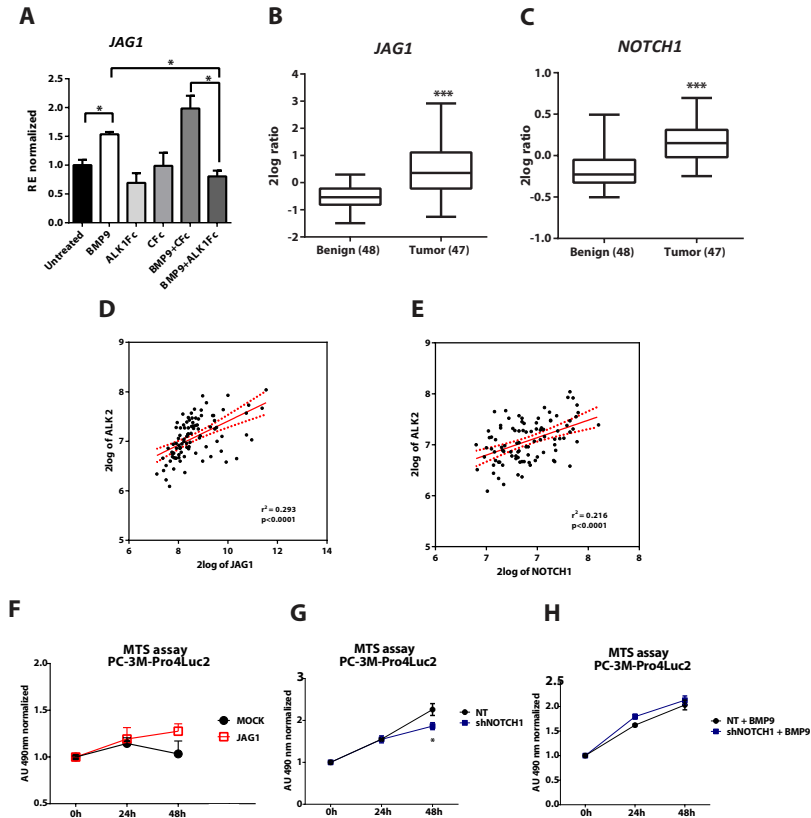 A
JAG1
RE normalized
2.5
2.0
1.5
1.0
0.5
0.0
*
*
*
Untreated
BMP9
ALK1Fc
CFc
BMP9+CFc
BMP9+ALK1Fc
B
JAG1
2log ratio
4
3
2
1
0
-1
-2
***
Benign (48)
Tumor (47)
C
NOTCH1
2log ratio
1.0
0.5
0.0
-0.5
-1.0
***
Benign (48)
Tumor (47)
D
2log of ALK2
9
8
7
6
5
r² = 0.293
p<0.0001
4
6
8
10
12
14
2log of JAG1
E
2log of ALK2
9
8
7
6
5
r² = 0.216
p<0.0001
6
7
7
8
8
2log of NOTCH1
F
MTS assay
PC-3M-Pro4Luc2
AU 490nm normalized
2.0
1.5
1.0
0.5
0h
24h
48h
MOCK
JAG1
G
MTS assay
PC-3M-Pro4Luc2
AU 490 nm normalized
3
2
1
0
*
0h
24h
48h
NT
shNOTCH1
H
MTS assay
PC-3M-Pro4Luc2
AU 490 nm normalized
2.5
2.0
1.5
1.0
0.5
0.0
0h
24h
48h
NT + BMP9
shNOTCH1 + BMP9